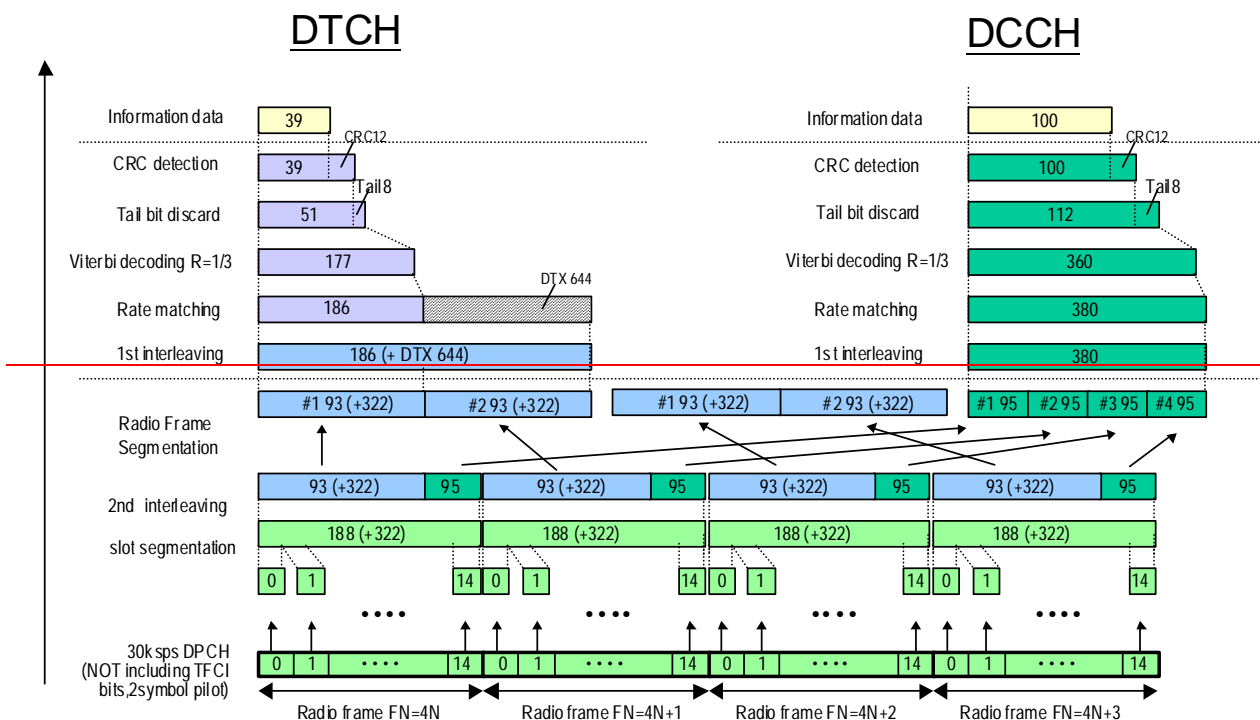 DTCH DCCH
Information data 39 Information data 100
CRC12 CRC12
CRC detection 39 CRC detection 100
Tail8 Tail8
Tail bit discard 51 Tail bit discard 112
Viterbi decoding R=1/3 177 Viterbi decoding R=1/3 360
DTX 644
Rate matching 186 Rate matching 380
1st interleaving 186 (+ DTX 644) 1st interleaving 380
#1 93 (+322) #2 93 (+322) #1 93 (+322) #2 93 (+322) #1 95 #2 95 #3 95 #4 95
Radio Frame
Segmentation
93 (+322) 95 93 (+322) 95 93 (+322) 95 93 (+322) 95
2nd interleaving
188 (+322) 188 (+322) 188 (+322) 188 (+322)
slot segmentation
0 1 14 0 1 14 0 1 14 0 1 14
• • • • • • • • • • • • • • • •
30ksps DPCH
(NOT including TFCI
bits,2symbol pilot)
0 1 • • • • 14 0 1 • • • • 14 0 1 • • • • 14 0 1 • • • • 14
Radio frame FN=4N Radio frame FN=4N+1 Radio frame FN=4N+2 Radio frame FN=4N+3